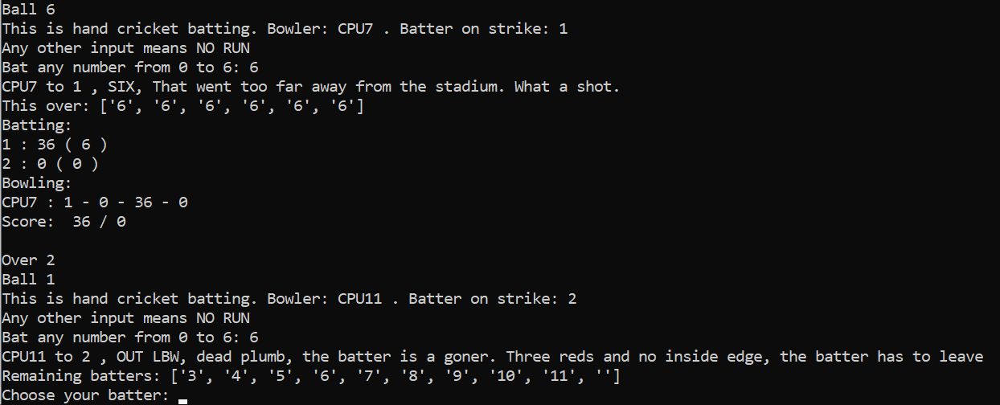 Ball 6
This is hand cricket batting. Bowler: CPU7 . Batter on strike: 1
Any other input means NO RUN
Bat any number from 0 to 6: 6
CPU7 to 1 , SIX, That went too far away from the stadium. What a shot.
This over: ['6', '6', '6', '6', '6', '6']
Batting:
1 : 36 ( 6 )
2 : 0 ( 0 )
Bowling:
CPU7 : 1 - 0 - 36 - 0
Score:  36 / 0

Over 2
Ball 1
This is hand cricket batting. Bowler: CPU11 . Batter on strike: 2
Any other input means NO RUN
Bat any number from 0 to 6: 6
CPU11 to 2 , OUT LBW, dead plumb, the batter is a goner. Three reds and no inside edge, the batter has to leave
Remaining batters: ['3', '4', '5', '6', '7', '8', '9', '10', '11', '']
Choose your batter: